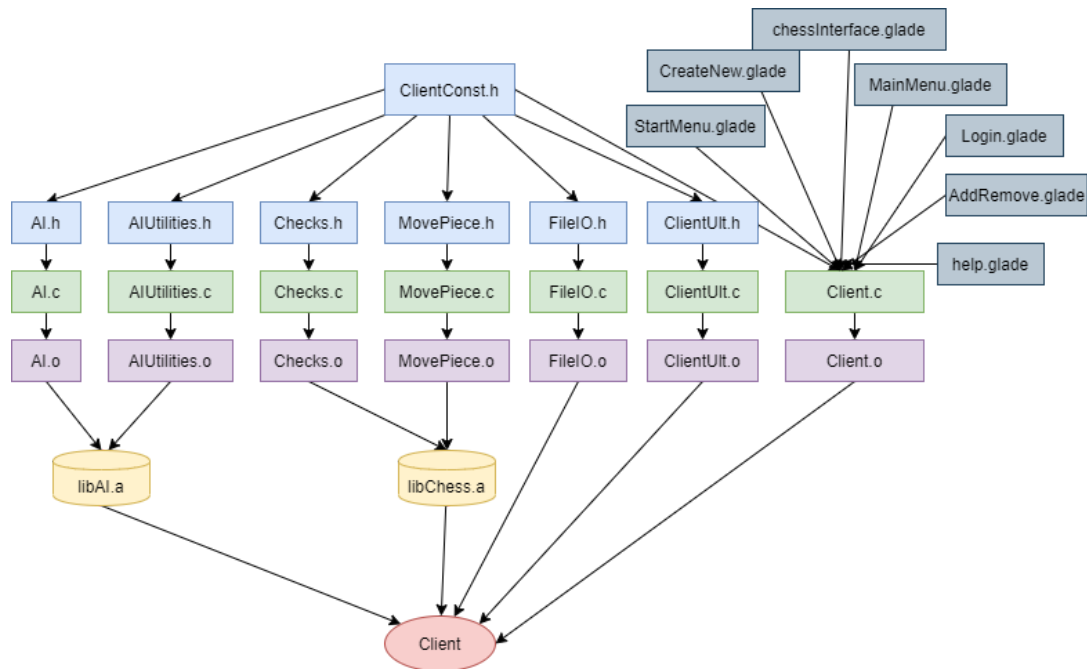 chessInterface.glade
CreateNew.glade
MainMenu.glade
ClientConst.h
StartMenu.glade
Login.glade
AddRemove.glade
AI.h
AIUtilities.h
Checks.h
MovePiece.h
FileIO.h
ClientUlt.h
help.glade
AI.c
AIUtilities.c
Checks.c
MovePiece.c
FileIO.c
ClientUlt.c
Client.c
AI.o
AIUtilities.o
Checks.o
MovePiece.o
FileIO.o
ClientUlt.o
Client.o
libAI.a
libChess.a
Client